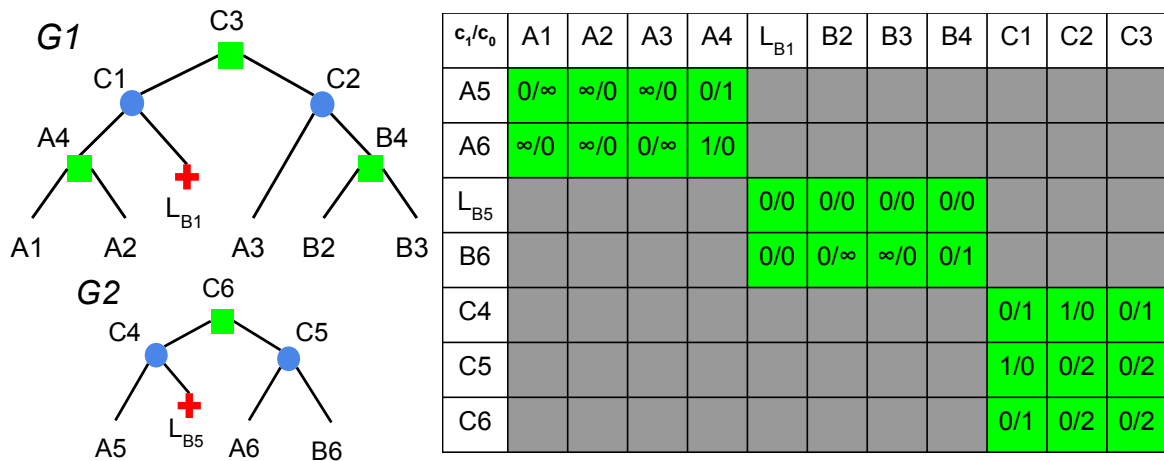 G1
C3
C1
C2
A4
B4
L_B1
A1 A2 A3 B2 B3
G2
C6
C4
C5
L_B5
A5 A6 B6
c₁/c₀ A1 A2 A3 A4 L_B1 B2 B3 B4 C1 C2 C3
A5 0/∞ ∞/0 ∞/0 0/1
A6 ∞/0 ∞/0 0/∞ 1/0
L_B5 0/0 0/0 0/0 0/0
B6 0/0 0/∞ ∞/0 0/1
C4 0/1 1/0 0/1
C5 1/0 0/2 0/2
C6 0/1 0/2 0/2